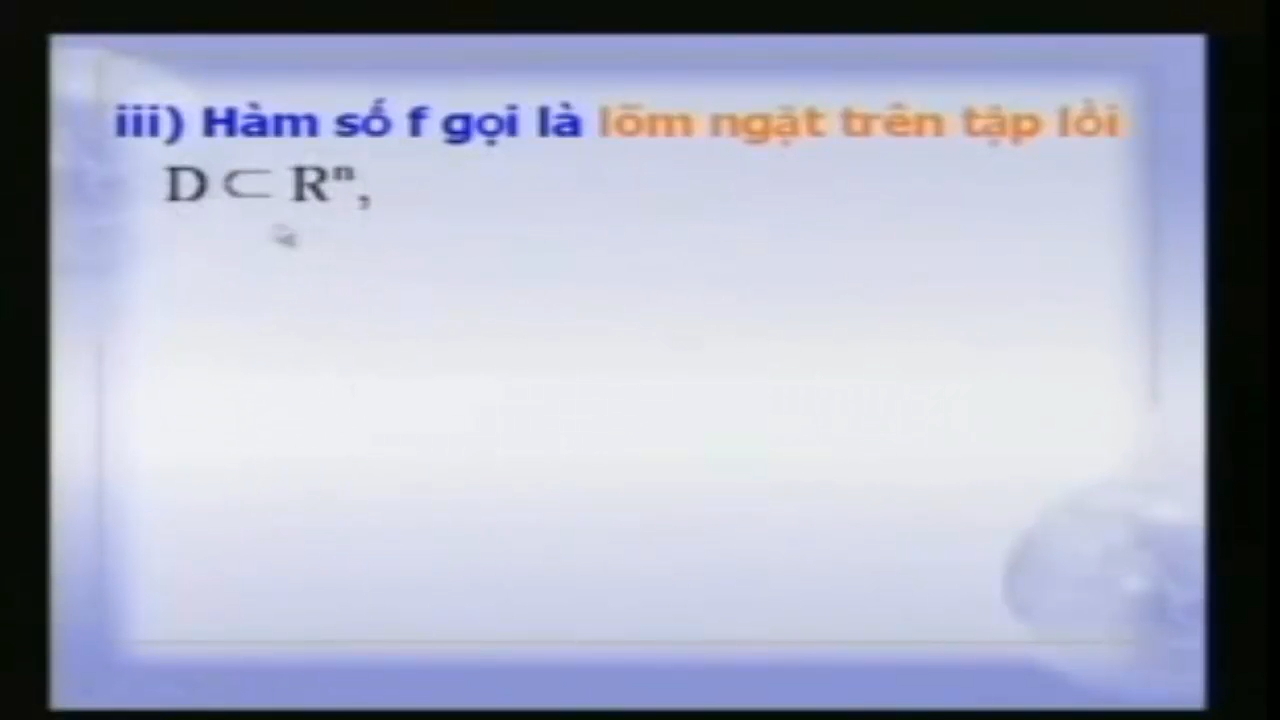 iii) Hàm số f gọi là lõm ngặt trên tập lồi
D ⊂ Rⁿ,